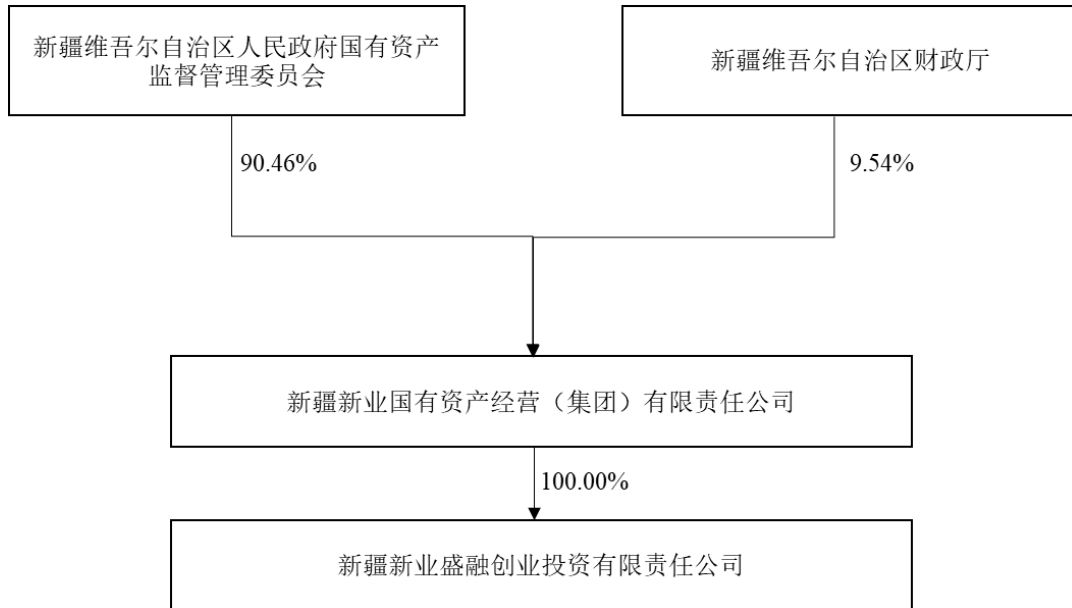 新疆维吾尔自治区人民政府国有资产
监督管理委员会
新疆维吾尔自治区财政厅
90.46%
9.54%
新疆新业国有资产经营（集团）有限责任公司
100.00%
新疆新业盛融创业投资有限责任公司